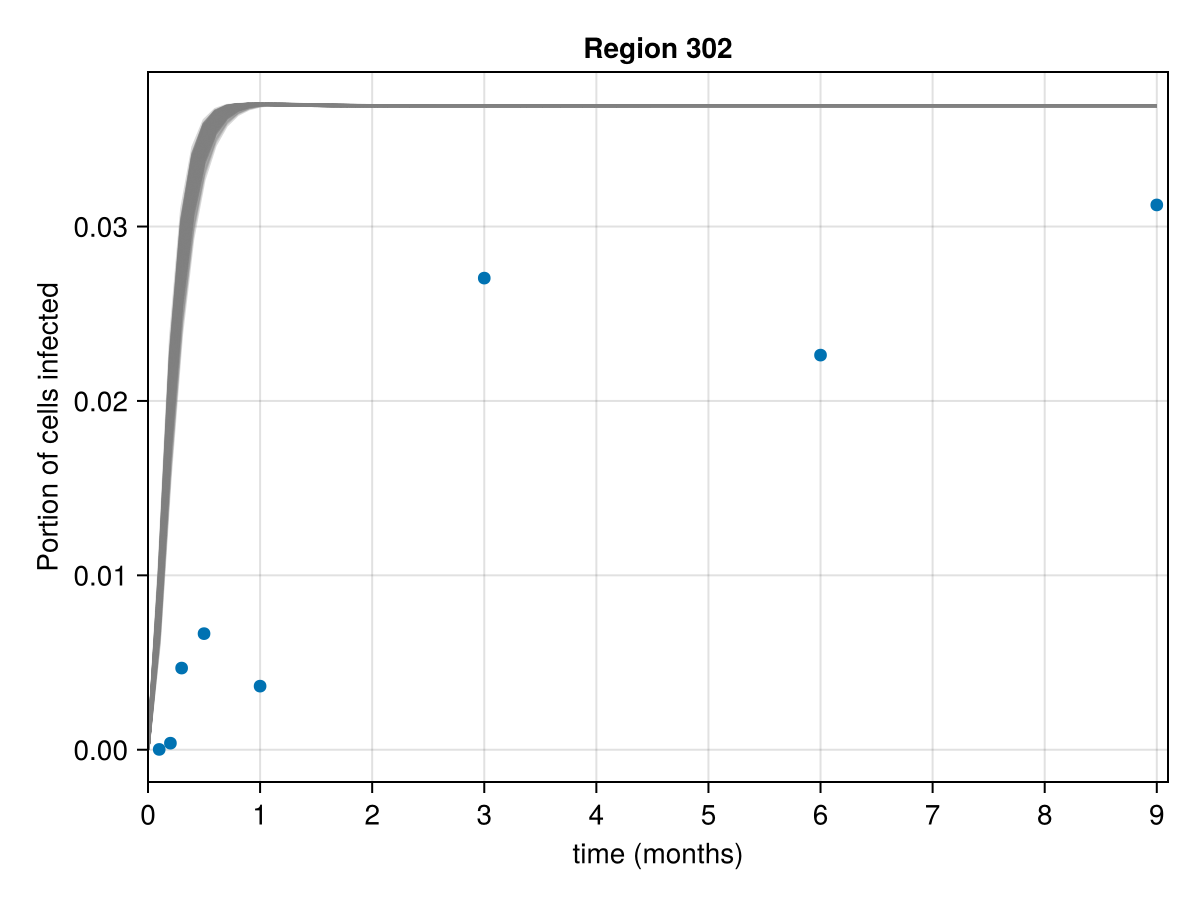 Region 302
Portion of cells infected
0.03
0.02
0.01
0.00
0 1 2 3 4 5 6 7 8 9
time (months)